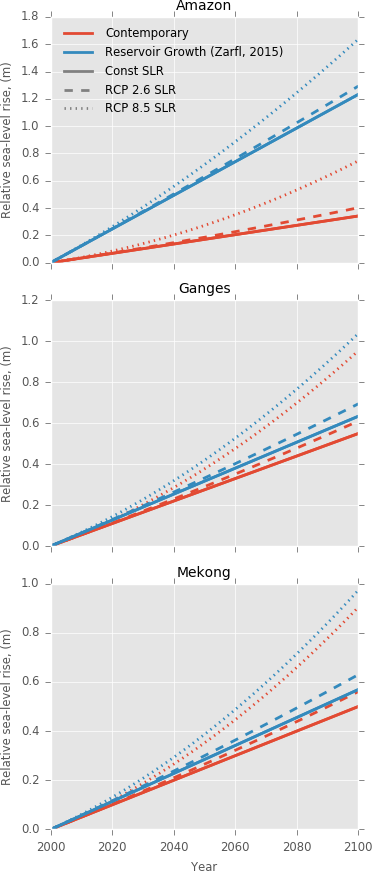 Amazon
Relative sea-level rise, (m)
1.8
1.6
1.4
1.2
1.0
0.8
0.6
0.4
0.2
0.0
Contemporary
Reservoir Growth (Zarfl, 2015)
Const SLR
RCP 2.6 SLR
RCP 8.5 SLR
Ganges
Relative sea-level rise, (m)
1.2
1.0
0.8
0.6
0.4
0.2
0.0
Mekong
Relative sea-level rise, (m)
1.0
0.8
0.6
0.4
0.2
0.0
2000 2020 2040 2060 2080 2100
Year